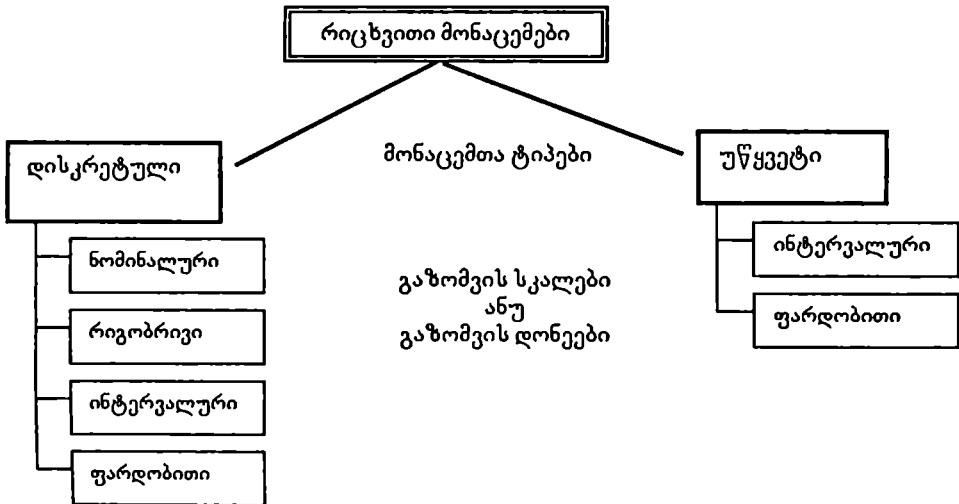 რიცხვითი მონაცემები
დისკრეტული
მონაცემთა ტიპები
უწყვეტი
ნომინალური
რიგობრივი
ინტერვალური
ფარდობითი
გაზომვის სკალები
ანუ
გაზომვის დონეები
ინტერვალური
ფარდობითი